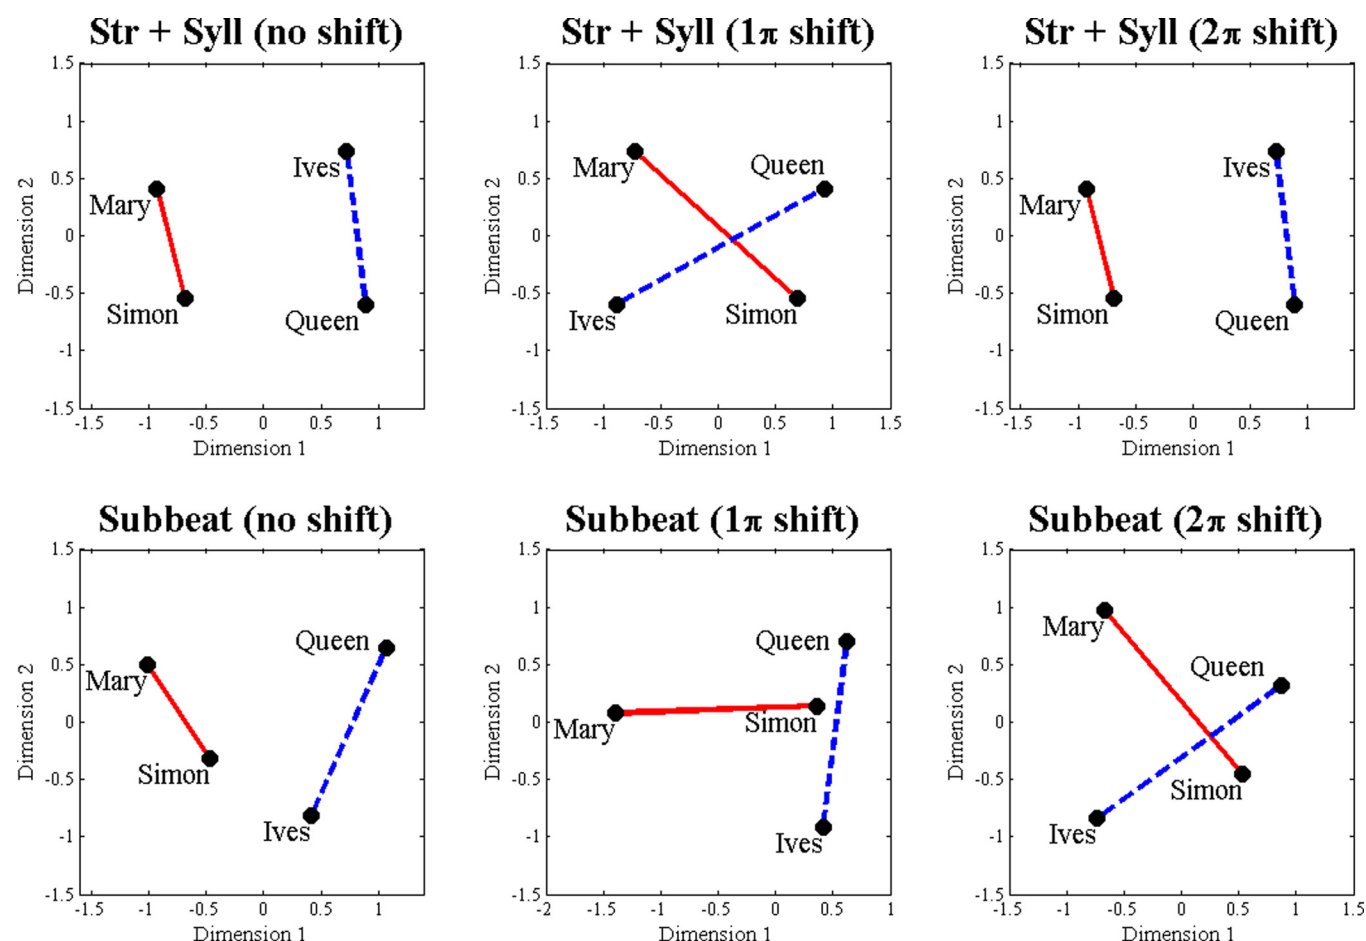 Str + Syll (no shift)
1.5
1
0.5
0
-0.5
-1
-1.5
Dimension 2
Ives
Mary
Simon
Queen
-1.5 -1 -0.5 0 0.5 1
Dimension 1
Str + Syll (1π shift)
1.5
1
0.5
0
-0.5
-1
-1.5
Dimension 2
Mary
Queen
Ives
Simon
-1.5 -1 -0.5 0 0.5 1 1.5
Dimension 1
Str + Syll (2π shift)
1.5
1
0.5
0
-0.5
-1
-1.5
Dimension 2
Ives
Mary
Simon
Queen
-1.5 -1 -0.5 0 0.5 1
Dimension 1
Subbeat (no shift)
1.5
1
0.5
0
-0.5
-1
-1.5
Dimension 2
Queen
Mary
Simon
Ives
-1.5 -1 -0.5 0 0.5 1
Dimension 1
Subbeat (1π shift)
1.5
1
0.5
0
-0.5
-1
-1.5
Dimension 2
Queen
Mary
Simon
Ives
-2 -1.5 -1 -0.5 0 0.5 1
Dimension 1
Subbeat (2π shift)
1.5
1
0.5
0
-0.5
-1
-1.5
Dimension 2
Mary
Queen
Simon
Ives
-1.5 -1 -0.5 0 0.5 1 1.5
Dimension 1